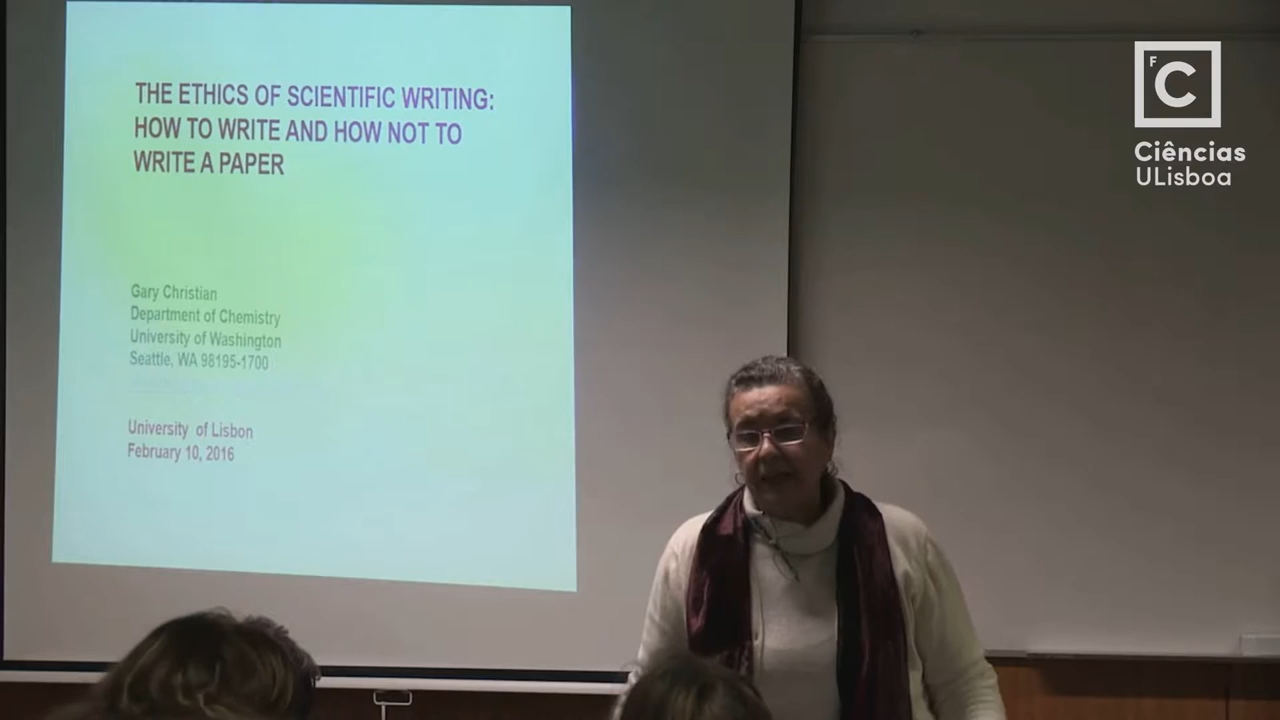 THE ETHICS OF SCIENTIFIC WRITING:
HOW TO WRITE AND HOW NOT TO
WRITE A PAPER
Gary Christian
Department of Chemistry
University of Washington
Seattle, WA 98195-1700
University of Lisbon
February 10, 2016
F
C
Ciências
ULisboa